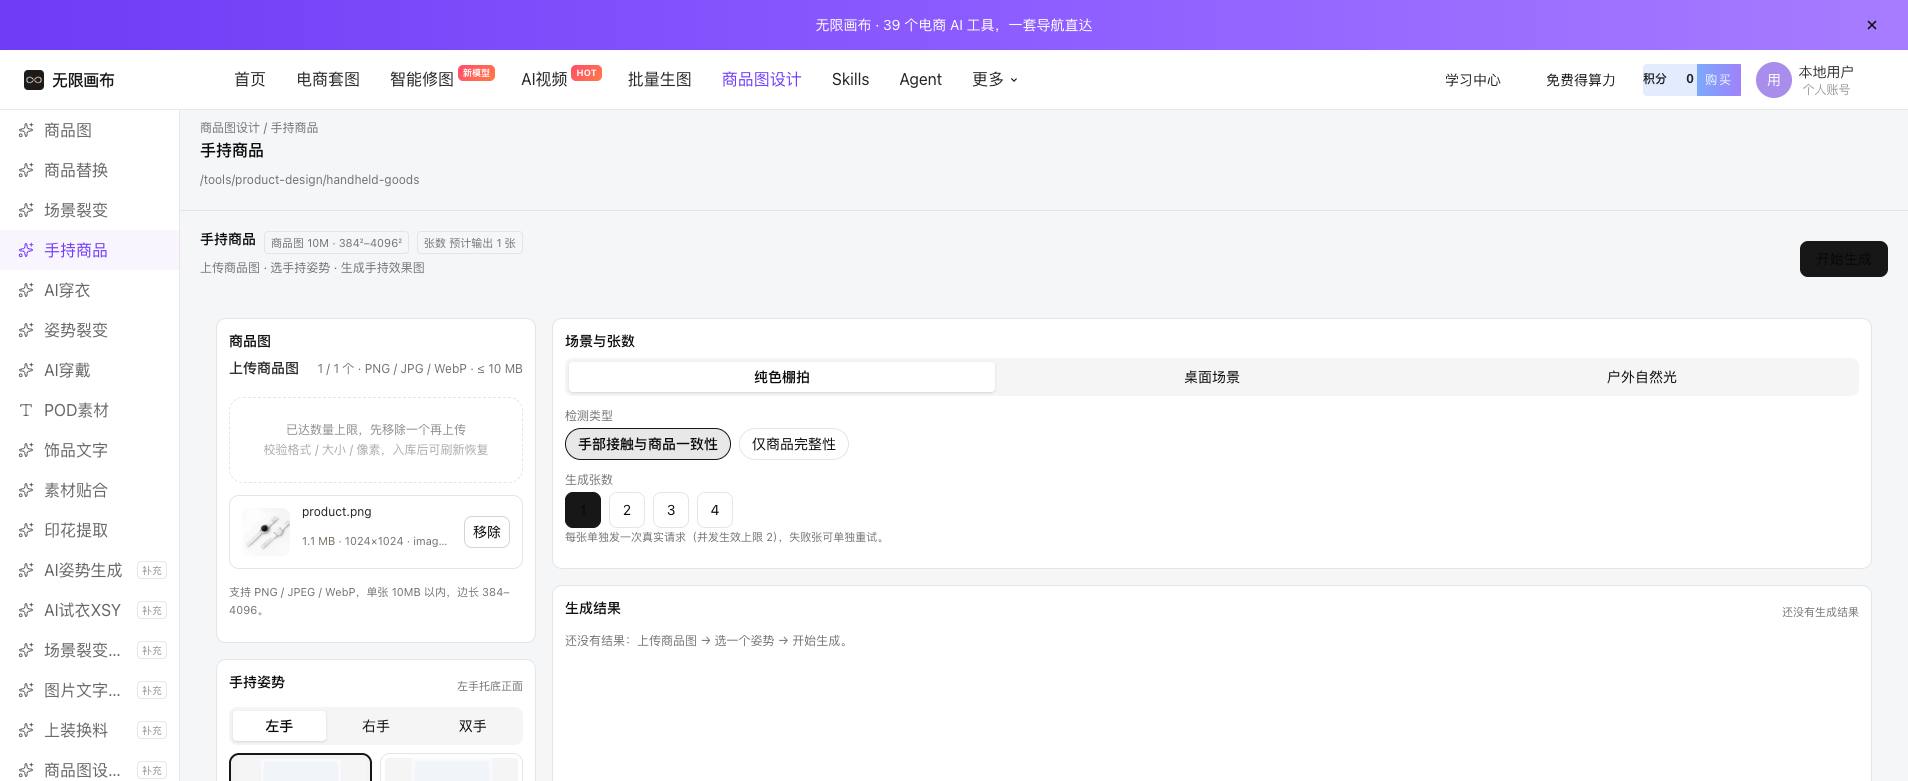 无限画布 · 39 个电商 AI 工具，一套导航直达
无限画布
首页 电商套图 智能修图 新模型 AI视频 HOT 批量生图 商品图设计 Skills Agent 更多
学习中心 免费得算力 积分 0 购买 用 本地用户
个人账号
商品图
商品替换
场景裂变
手持商品
AI穿衣
姿势裂变
AI穿戴
POD素材
饰品文字
素材贴合
印花提取
AI姿势生成 补充
AI试衣XSY 补充
场景裂变... 补充
图片文字... 补充
上装换料 补充
商品图设... 补充
商品图设计 / 手持商品
手持商品
/tools/product-design/handheld-goods
手持商品 商品图 10M · 384²–4096² 张数 预计输出 1 张
上传商品图 · 选手持姿势 · 生成手持效果图
开始生成
商品图
上传商品图 1 / 1 个 · PNG / JPG / WebP · ≤ 10 MB
已达数量上限，先移除一个再上传
校验格式 / 大小 / 像素，入库后可刷新恢复
product.png
1.1 MB · 1024×1024 · imag...
移除
支持 PNG / JPEG / WebP，单张 10MB 以内，边长 384–
4096。
手持姿势 左手托底正面
左手 右手 双手
场景与张数
纯色棚拍 桌面场景 户外自然光
检测类型
手部接触与商品一致性 仅商品完整性
生成张数
1 2 3 4
每张单独发一次真实请求（并发生效上限 2），失败张可单独重试。
生成结果 还没有生成结果
还没有结果：上传商品图 → 选一个姿势 → 开始生成。